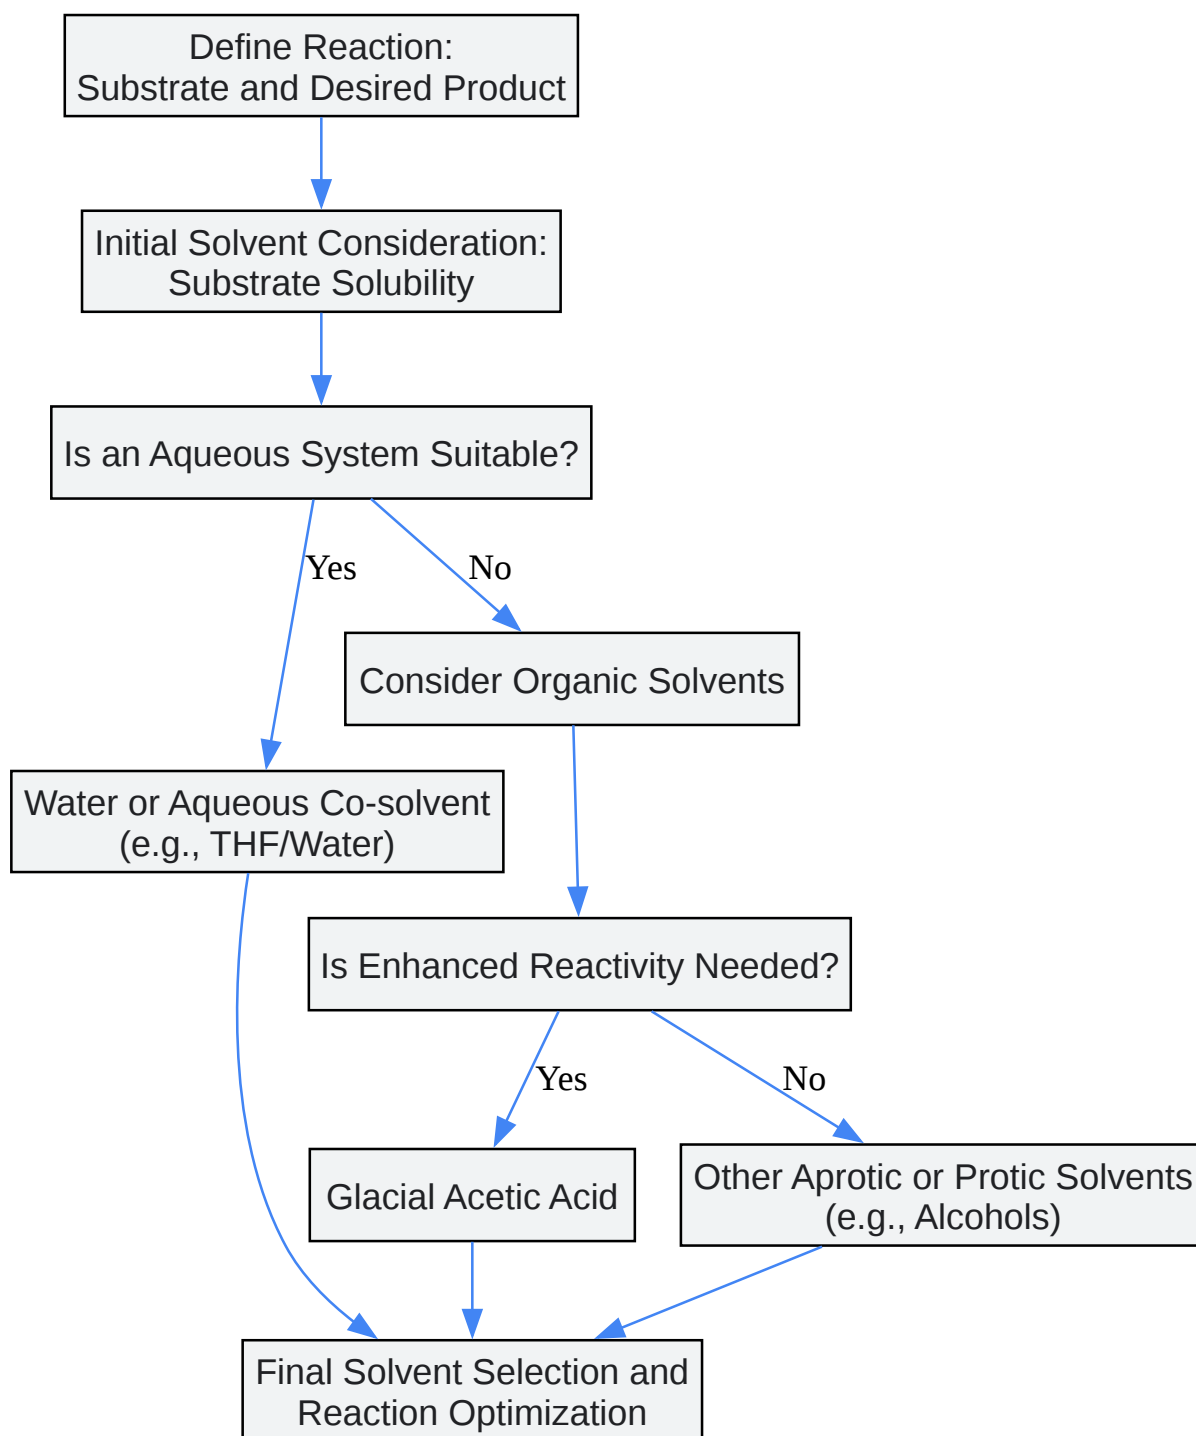 Define Reaction:
Substrate and Desired Product
Initial Solvent Consideration:
Substrate Solubility
Is an Aqueous System Suitable?
Yes
No
Consider Organic Solvents
Water or Aqueous Co-solvent
(e.g., THF/Water)
Is Enhanced Reactivity Needed?
Yes
No
Glacial Acetic Acid
Other Aprotic or Protic Solvents
(e.g., Alcohols)
Final Solvent Selection and
Reaction Optimization